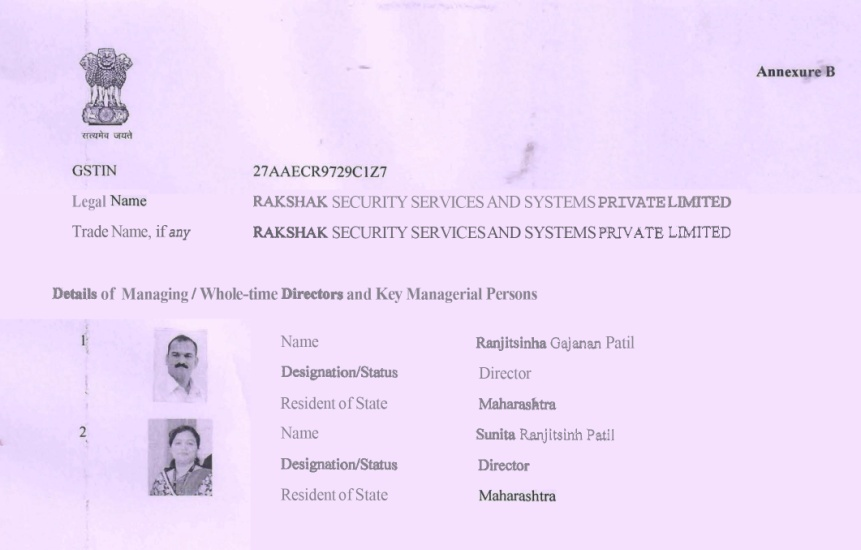 Annexure B
सत्यमेव जयते
GSTIN 27AAECR9729C1Z7
Legal Name RAKSHAK SECURITY SERVICES AND SYSTEMS PRIVATE LIMITED
Trade Name, if any RAKSHAK SECURITY SERVICES AND SYSTEMS PRIVATE LIMITED
Details of Managing / Whole-time Directors and Key Managerial Persons
1 Name Ranjitsinha Gajanan Patil
Designation/Status Director
Resident of State Maharashtra
2 Name Sunita Ranjitsinh Patil
Designation/Status Director
Resident of State Maharashtra